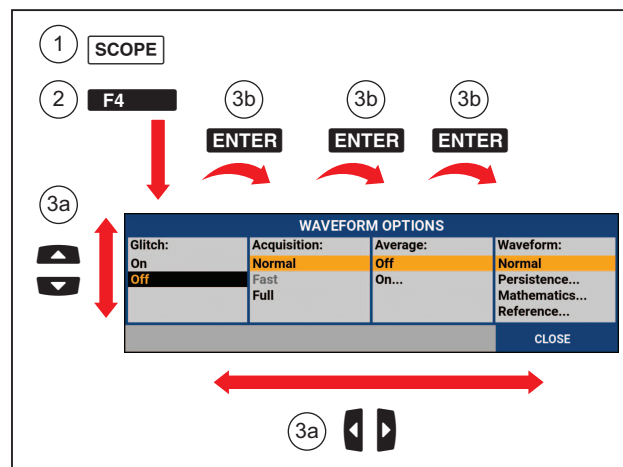 1 SCOPE
2 F4 3b 3b 3b
ENTER ENTER ENTER
3a
WAVEFORM OPTIONS
Glitch: Acquisition: Average: Waveform:
On Normal Off Normal
Off Fast On... Persistence...
Full Mathematics...
Reference...
CLOSE
3a